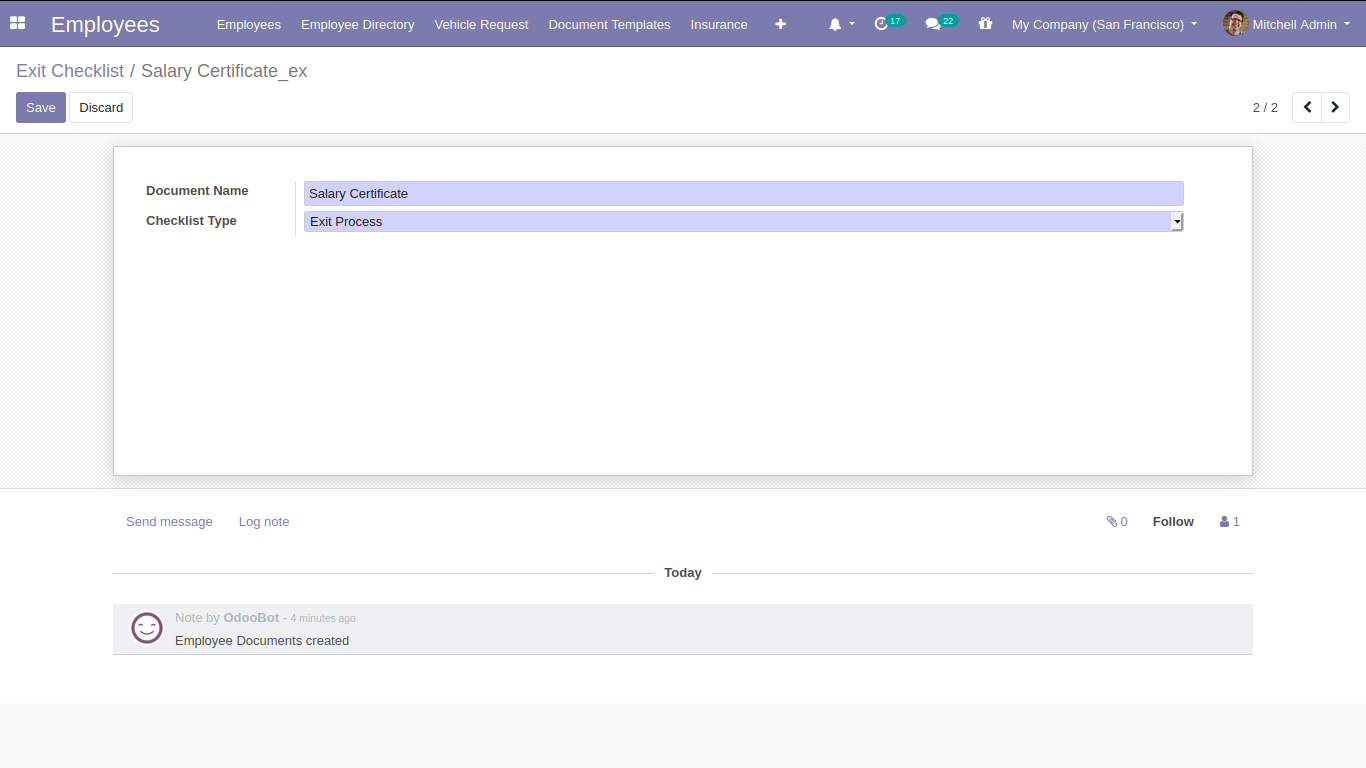 Employees Employees Employee Directory Vehicle Request Document Templates Insurance 17 22 My Company (San Francisco) Mitchell Admin
Exit Checklist / Salary Certificate_ex
Save Discard 2 / 2
Document Name Salary Certificate
Checklist Type Exit Process
Send message Log note 0 Follow 1
Today
Note by OdooBot - 4 minutes ago
Employee Documents created